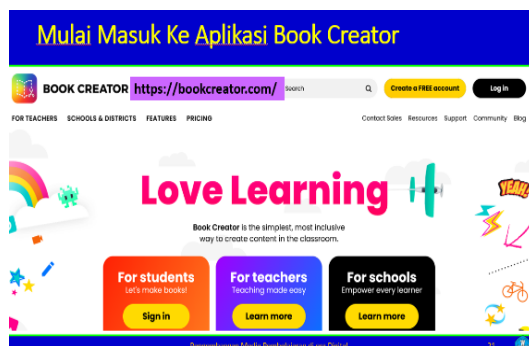 Mulai Masuk Ke Aplikasi Book Creator
BOOK CREATOR https://bookcreator.com/ Search Create a FREE account Log in
FOR TEACHERS SCHOOLS & DISTRICTS FEATURES PRICING Contact Sales Resources Support Community Blog
Love Learning
YEAH!
Book Creator is the simplest, most inclusive
way to create content in the classroom.
For students For teachers For schools
Let's make books! Teaching made easy Empower every learner
Sign in Learn more Learn more
21